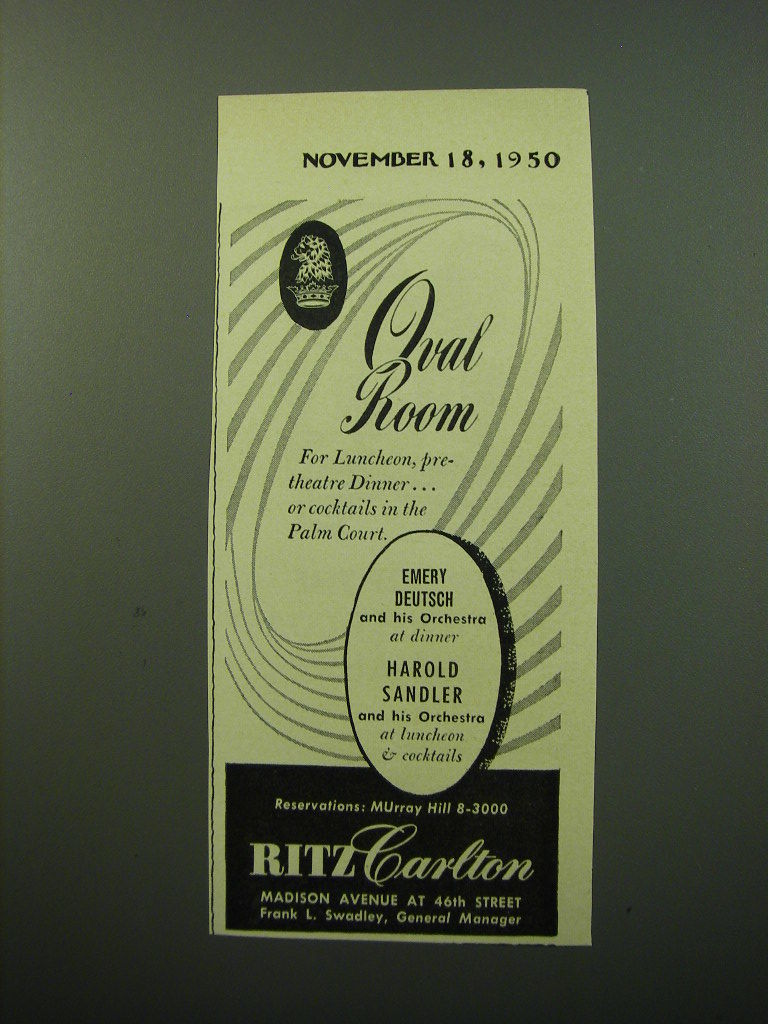 NOVEMBER 18, 1950
Oval
Room
For Luncheon, pre-
theatre Dinner...
or cocktails in the
Palm Court.
EMERY
DEUTSCH
and his Orchestra
at dinner
HAROLD
SANDLER
and his Orchestra
at luncheon
& cocktails
Reservations: MUrray Hill 8-3000
RITZ Carlton
MADISON AVENUE AT 46th STREET
Frank L. Swadley, General Manager